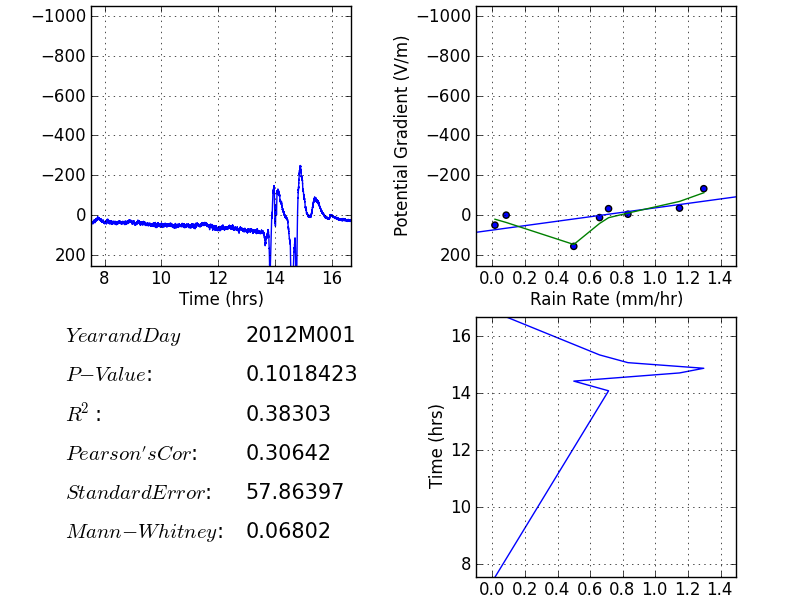 −1000
−800
−600
−400
−200
0
200
8
10
12
14
16
Time (hrs)
Potential Gradient (V/m)
−1000
−800
−600
−400
−200
0
200
0.0 0.2 0.4 0.6 0.8 1.0 1.2 1.4
Rain Rate (mm/hr)
YearandDay 2012M001
P−Value: 0.1018423
R²: 0.38303
Pearson'sCor: 0.30642
StandardError: 57.86397
Mann−Whitney: 0.06802
Time (hrs)
16
14
12
10
8
0.0 0.2 0.4 0.6 0.8 1.0 1.2 1.4